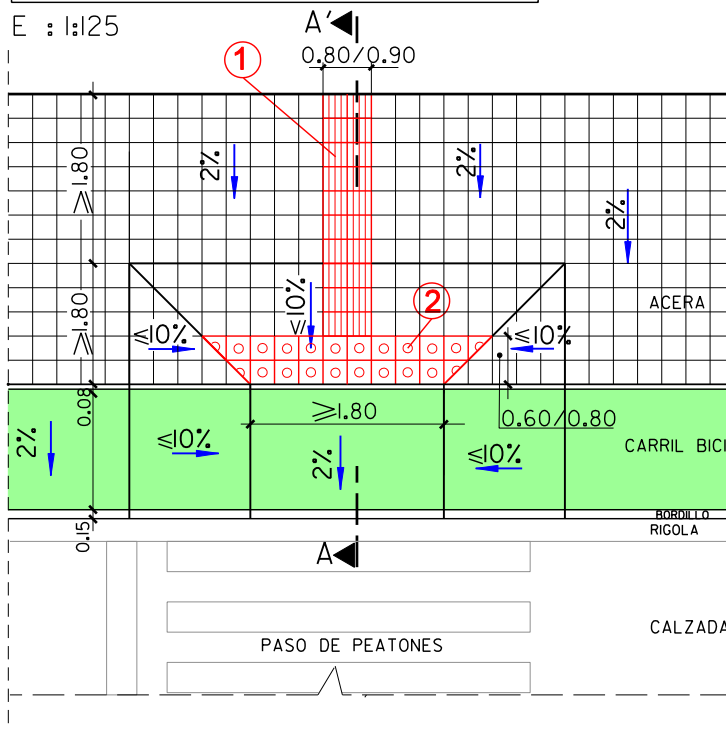 E : 1:125
A'
1
0.80/0.90
2%
2%
≥1.80
2%
≤10%
2
ACERA
≥1.80
≤10%
≤10%
0.08
≥1.80
0.60/0.80
2%
≤10%
2%
≤10%
CARRIL BICI
BORDILLO
0.15
RIGOLA
A
CALZADA
PASO DE PEATONES